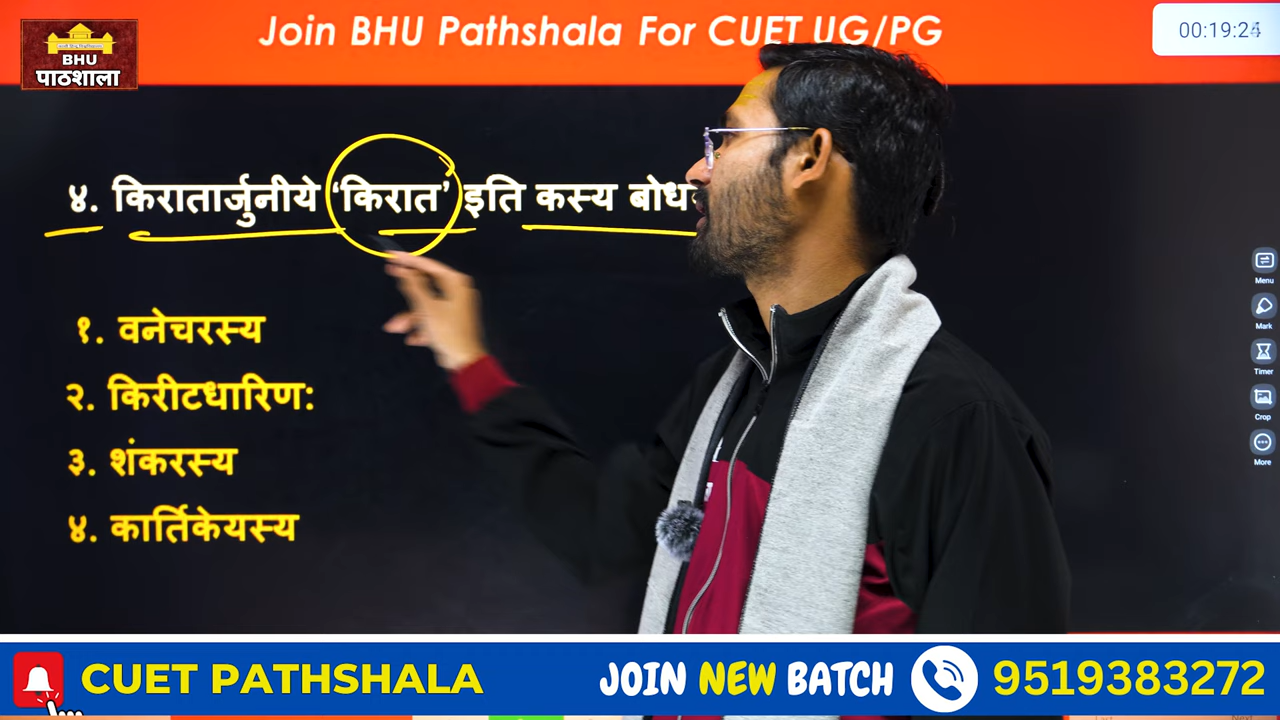 Join BHU Pathshala For CUET UG/PG
00:19:24
BHU
पाठशाला
४. किरातार्जुनीये 'किरात' इति कस्य
१. वनेचरस्य
२. किरीटधारिण:
३. शंकरस्य
४. कार्तिकेयस्य
Menu
Mark
Timer
Crop
More
CUET PATHSHALA
JOIN NEW BATCH
9519383272